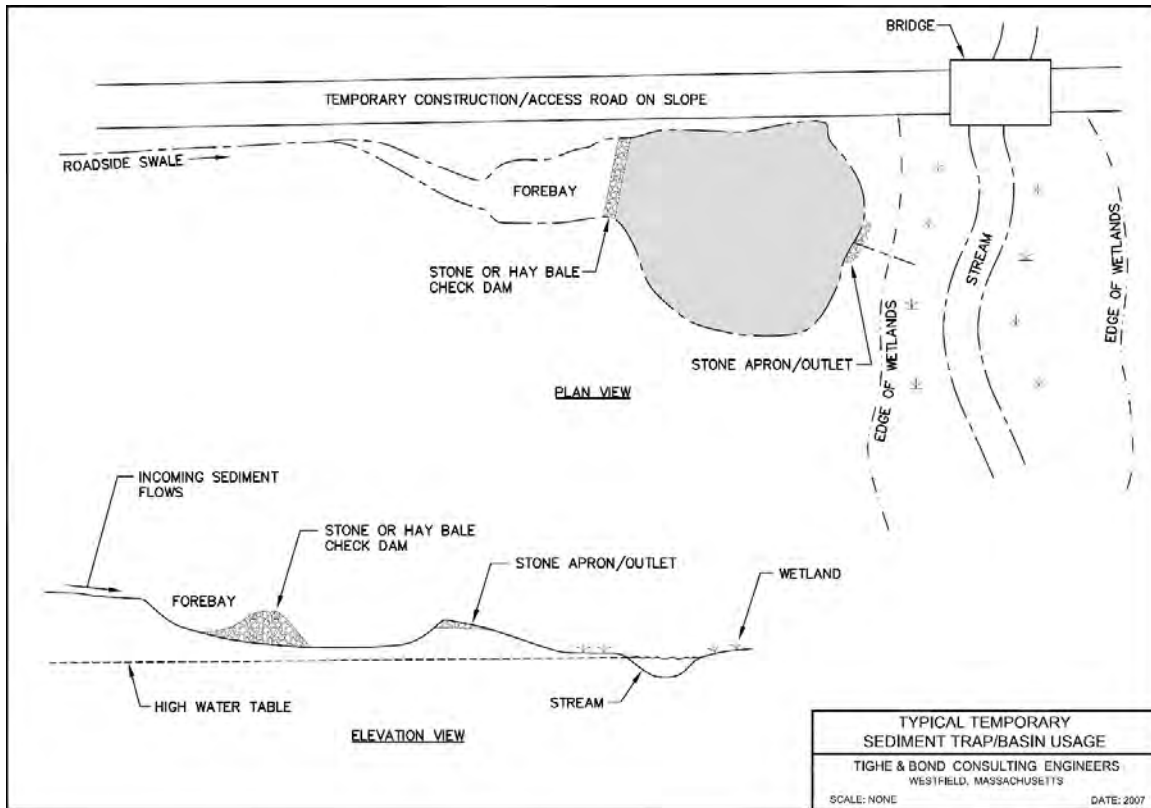 BRIDGE
TEMPORARY CONSTRUCTION/ACCESS ROAD ON SLOPE
ROADSIDE SWALE
FOREBAY
STONE OR HAY BALE
CHECK DAM
STONE APRON/OUTLET
EDGE OF WETLANDS
STREAM
EDGE OF WETLANDS
PLAN VIEW
INCOMING SEDIMENT
FLOWS
STONE OR HAY BALE
CHECK DAM
STONE APRON/OUTLET
WETLAND
FOREBAY
HIGH WATER TABLE
STREAM
ELEVATION VIEW
TYPICAL TEMPORARY
SEDIMENT TRAP/BASIN USAGE
TIGHE & BOND CONSULTING ENGINEERS
WESTFIELD, MASSACHUSETTS
SCALE: NONE DATE: 2007